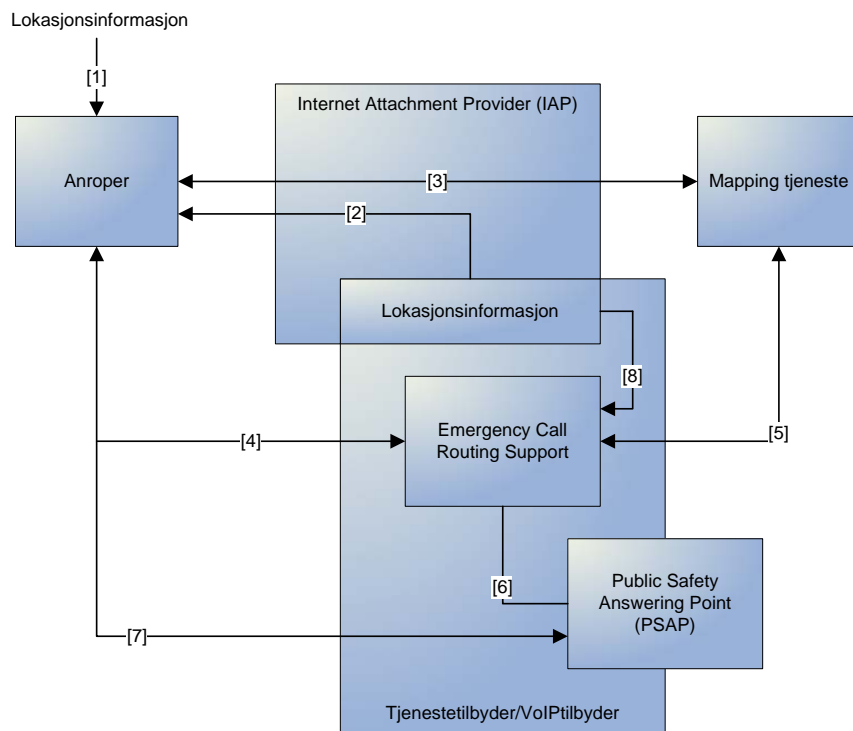 Lokasjonsinformasjon
[1]
Internet Attachment Provider (IAP)
Anroper
[3]
Mapping tjeneste
[2]
Lokasjonsinformasjon
[8]
Emergency Call
Routing Support
[4]
[5]
[6]
Public Safety
Answering Point
(PSAP)
[7]
Tjenestetilbyder/VoIPtilbyder